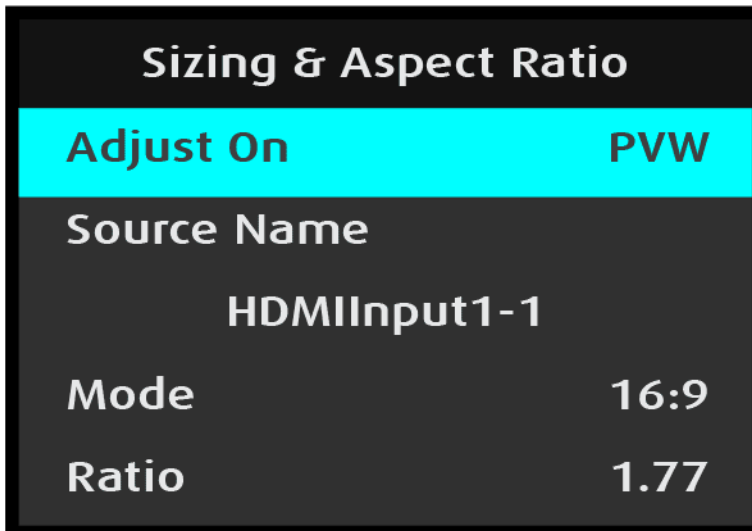 Sizing & Aspect Ratio
Adjust On PVW
Source Name
HDMIInput1-1
Mode 16:9
Ratio 1.77